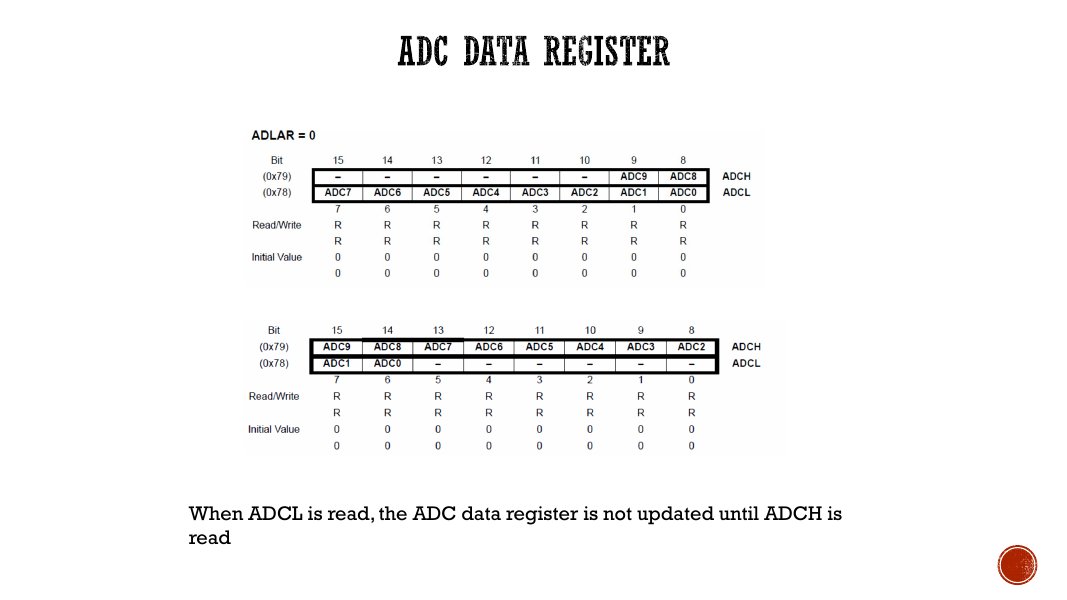 ADC DATA REGISTER
ADLAR = 0
Bit 15 14 13 12 11 10 9 8
(0x79) – – – – – – ADC9 ADC8 ADCH
(0x78) ADC7 ADC6 ADC5 ADC4 ADC3 ADC2 ADC1 ADC0 ADCL
7 6 5 4 3 2 1 0
Read/Write R R R R R R R R
R R R R R R R R
Initial Value 0 0 0 0 0 0 0 0
0 0 0 0 0 0 0 0
Bit 15 14 13 12 11 10 9 8
(0x79) ADC9 ADC8 ADC7 ADC6 ADC5 ADC4 ADC3 ADC2 ADCH
(0x78) ADC1 ADC0 – – – – – – ADCL
7 6 5 4 3 2 1 0
Read/Write R R R R R R R R
R R R R R R R R
Initial Value 0 0 0 0 0 0 0 0
0 0 0 0 0 0 0 0
When ADCL is read, the ADC data register is not updated until ADCH is
read